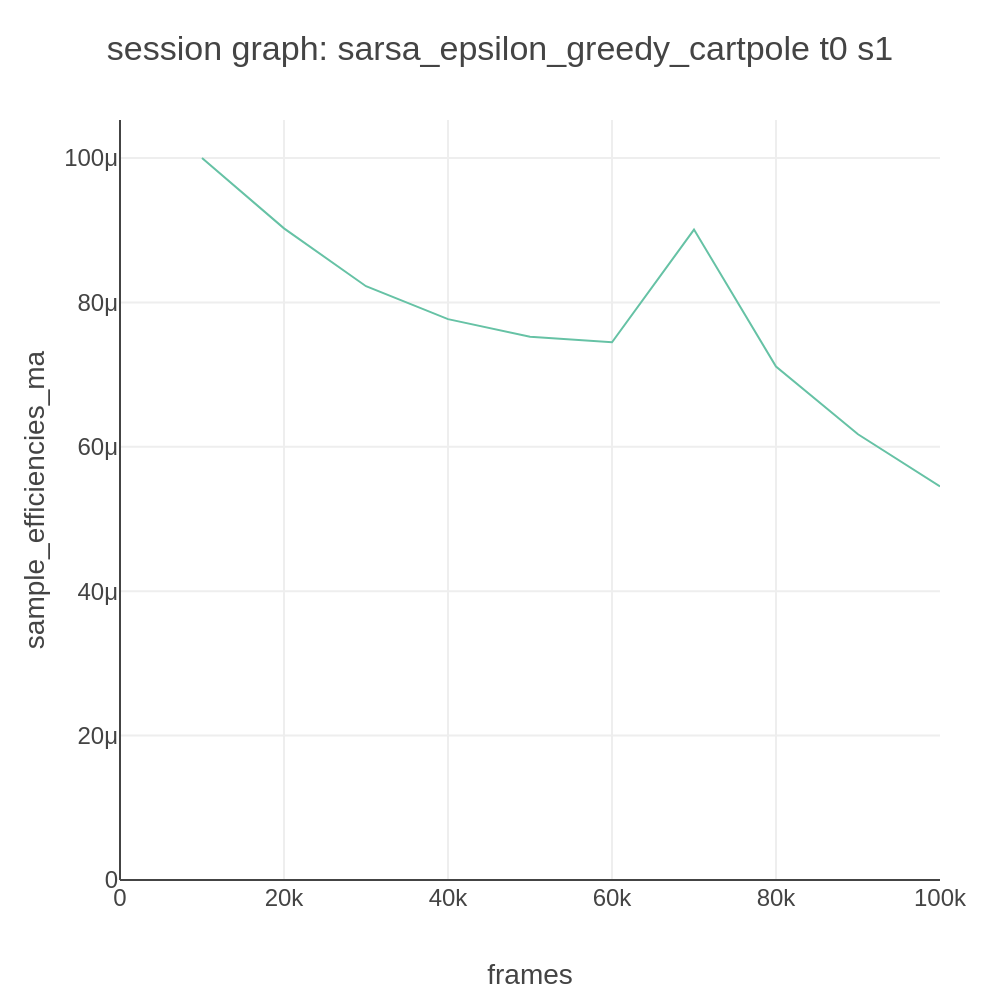 session graph: sarsa_epsilon_greedy_cartpole t0 s1
sample_efficiencies_ma
100μ
80μ
60μ
40μ
20μ
0
0
20k
40k
60k
80k
100k
frames